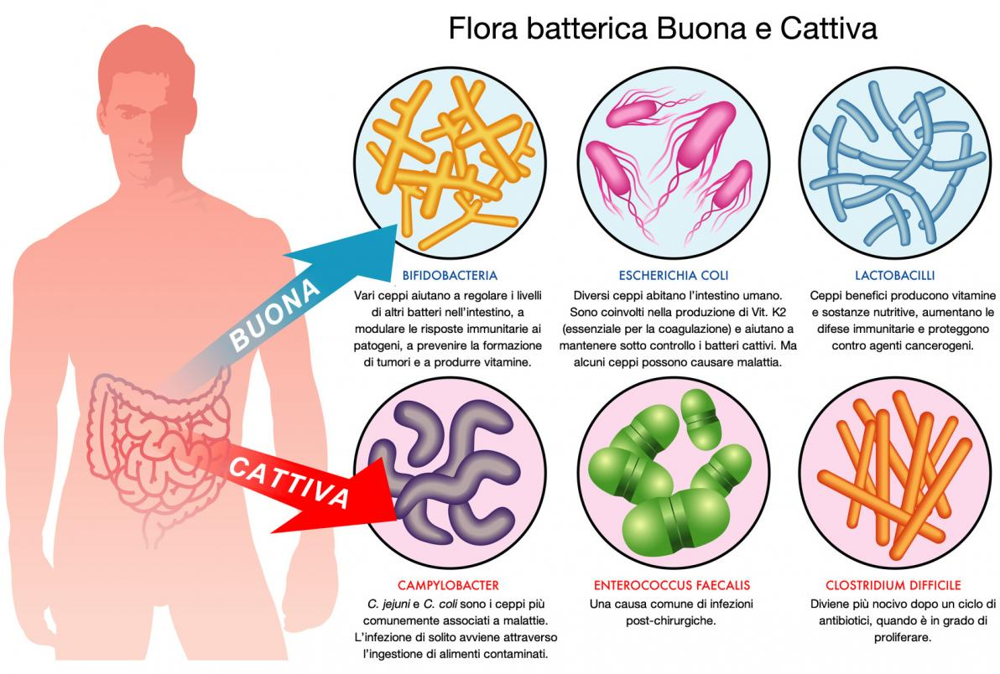 Flora batterica Buona e Cattiva
BUONA
BIFIDOBACTERIA
Vari ceppi aiutano a regolare i livelli
di altri batteri nell'intestino, a
modulare le risposte immunitarie ai
patogeni, a prevenire la formazione
di tumori e a produrre vitamine.
ESCHERICHIA COLI
Diversi ceppi abitano l'intestino umano.
Sono coinvolti nella produzione di Vit. K2
(essenziale per la coagulazione) e aiutano a
mantenere sotto controllo i batteri cattivi. Ma
alcuni ceppi possono causare malattia.
LACTOBACILLI
Ceppi benefici producono vitamine
e sostanze nutritive, aumentano le
difese immunitarie e proteggono
contro agenti cancerogeni.
CATTIVA
CAMPYLOBACTER
C. jejuni e C. coli sono i ceppi più
comunemente associati a malattie.
L'infezione di solito avviene attraverso
l'ingestione di alimenti contaminati.
ENTEROCOCCUS FAECALIS
Una causa comune di infezioni
post-chirurgiche.
CLOSTRIDIUM DIFFICILE
Diviene più nocivo dopo un ciclo di
antibiotici, quando è in grado di
proliferare.